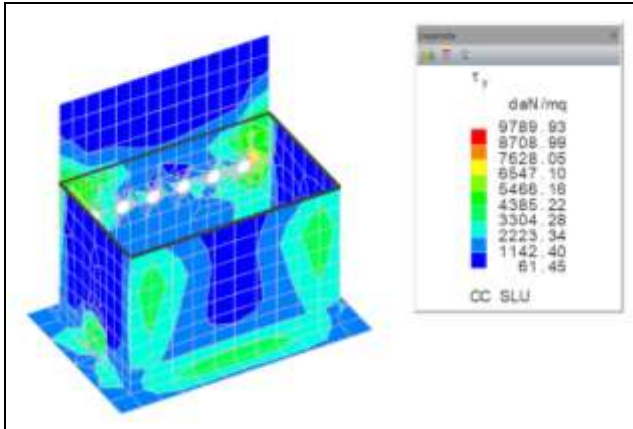 Legenda
τ y
daN/mq
9789.93
8708.99
7628.05
6547.10
5466.16
4385.22
3304.28
2223.34
1142.40
61.45
CC SLU